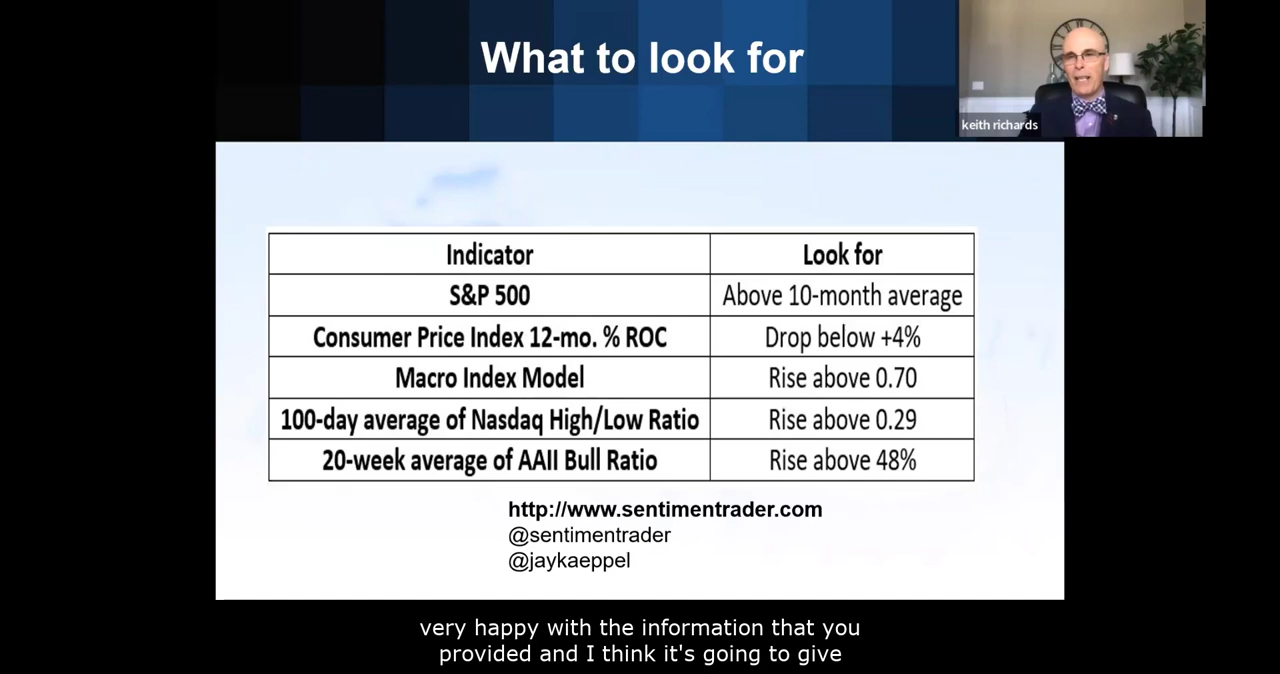 What to look for
keith richards
Indicator Look for
S&P 500 Above 10-month average
Consumer Price Index 12-mo. % ROC Drop below +4%
Macro Index Model Rise above 0.70
100-day average of Nasdaq High/Low Ratio Rise above 0.29
20-week average of AAII Bull Ratio Rise above 48%
http://www.sentimentrader.com
@sentimentrader
@jaykaeppel
very happy with the information that you
provided and I think it's going to give